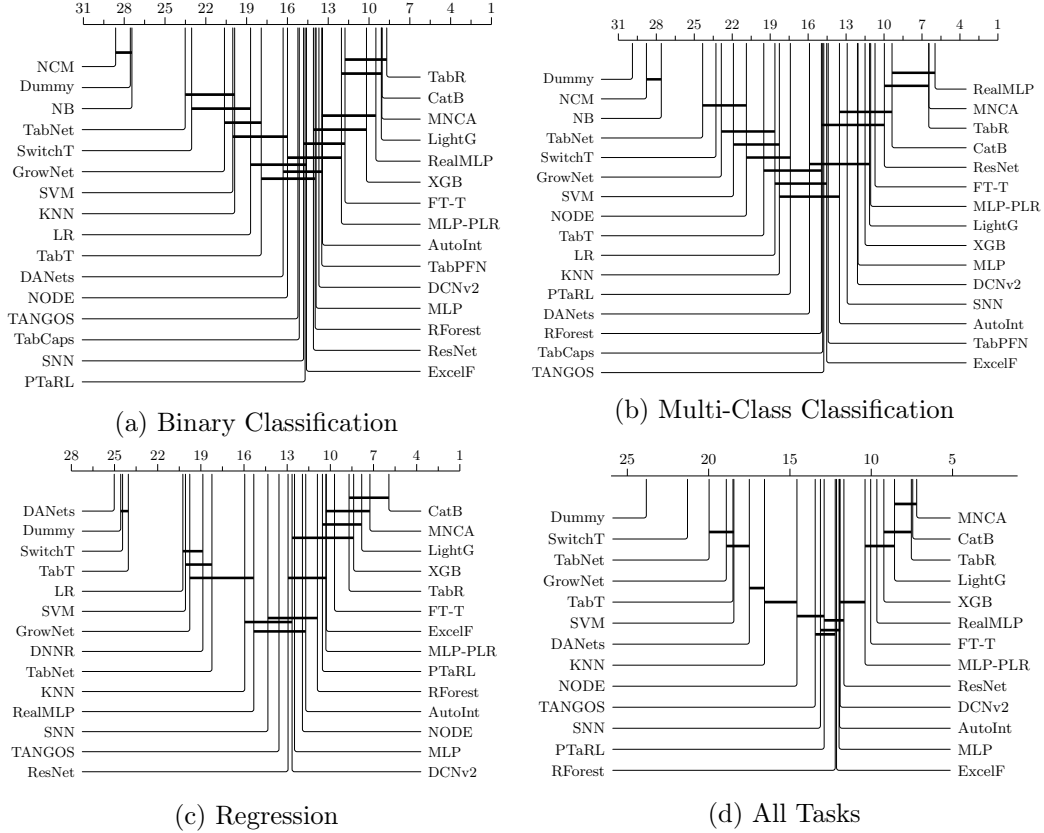 31 28 25 22 19 16 13 10 7 4 1
NCM
Dummy
NB
TabNet
SwitchT
GrowNet
SVM
KNN
LR
TabT
DANets
NODE
TANGOS
TabCaps
SNN
PTaRL
TabR
CatB
MNCA
LightG
RealMLP
XGB
FT-T
MLP-PLR
AutoInt
TabPFN
DCNv2
MLP
RForest
ResNet
ExcelF
(a) Binary Classification
31 28 25 22 19 16 13 10 7 4 1
Dummy
NCM
NB
TabNet
SwitchT
GrowNet
SVM
NODE
TabT
LR
KNN
PTaRL
DANets
RForest
TabCaps
TANGOS
RealMLP
MNCA
TabR
CatB
ResNet
FT-T
MLP-PLR
LightG
XGB
MLP
DCNv2
SNN
AutoInt
TabPFN
ExcelF
(b) Multi-Class Classification
28 25 22 19 16 13 10 7 4 1
DANets
Dummy
SwitchT
TabT
LR
SVM
GrowNet
DNNR
TabNet
KNN
RealMLP
SNN
TANGOS
ResNet
CatB
MNCA
LightG
XGB
TabR
FT-T
ExcelF
MLP-PLR
PTaRL
RForest
AutoInt
NODE
MLP
DCNv2
(c) Regression
25 20 15 10 5
Dummy
SwitchT
TabNet
GrowNet
TabT
SVM
DANets
KNN
NODE
TANGOS
SNN
PTaRL
RForest
MNCA
CatB
TabR
LightG
XGB
RealMLP
FT-T
MLP-PLR
ResNet
DCNv2
AutoInt
MLP
ExcelF
(d) All Tasks